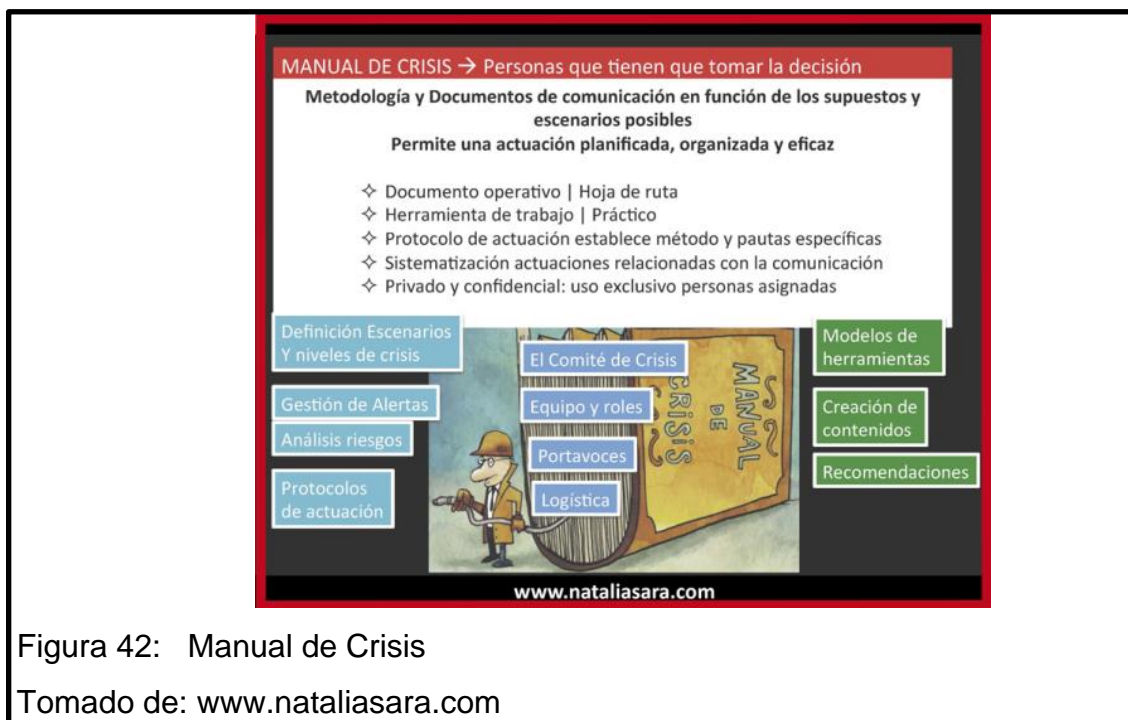 MANUAL DE CRISIS → Personas que tienen que tomar la decisión
Metodología y Documentos de comunicación en función de los supuestos y
escenarios posibles
Permite una actuación planificada, organizada y eficaz
✧ Documento operativo | Hoja de ruta
✧ Herramienta de trabajo | Práctico
✧ Protocolo de actuación establece método y pautas específicas
✧ Sistematización actuaciones relacionadas con la comunicación
✧ Privado y confidencial: uso exclusivo personas asignadas
Definición Escenarios
Y niveles de crisis
Gestión de Alertas
Análisis riesgos
Protocolos
de actuación
El Comité de Crisis
Equipo y roles
Portavoces
Logística
MANUAL
DE
CRISIS
Modelos de
herramientas
Creación de
contenidos
Recomendaciones
www.nataliasara.com
Figura 42: Manual de Crisis
Tomado de: www.nataliasara.com